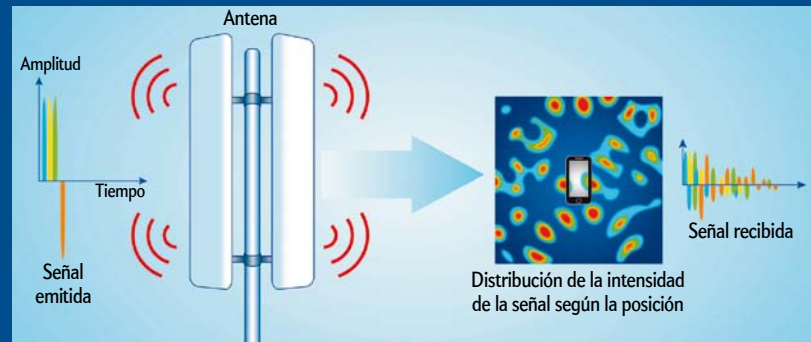 Antena
Amplitud
Tiempo
Señal
emitida
Distribución de la intensidad
de la señal según la posición
Señal recibida